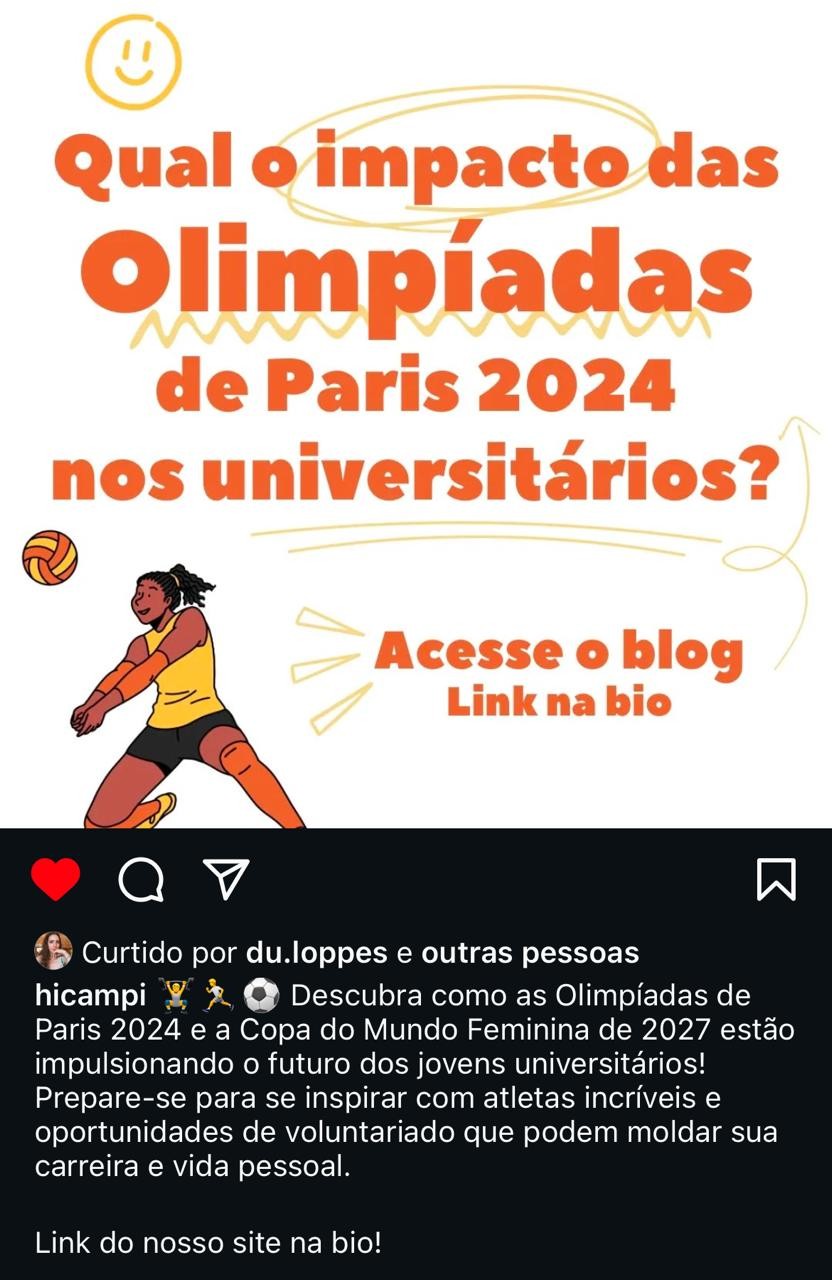 Qual o impacto das
Olimpíadas
de Paris 2024
nos universitários?
Acesse o blog
Link na bio
Curtido por du.loppes e outras pessoas
hicampi 🏋️🏃⚽ Descubra como as Olimpíadas de
Paris 2024 e a Copa do Mundo Feminina de 2027 estão
impulsionando o futuro dos jovens universitários!
Prepare-se para se inspirar com atletas incríveis e
oportunidades de voluntariado que podem moldar sua
carreira e vida pessoal.
Link do nosso site na bio!